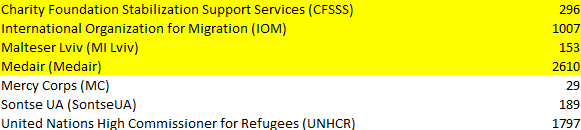 Charity Foundation Stabilization Support Services (CFSSS) 296
International Organization for Migration (IOM) 1007
Malteser Lviv (MI Lviv) 153
Medair (Medair) 2610
Mercy Corps (MC) 29
Sontse UA (SontseUA) 189
United Nations High Commissioner for Refugees (UNHCR) 1797